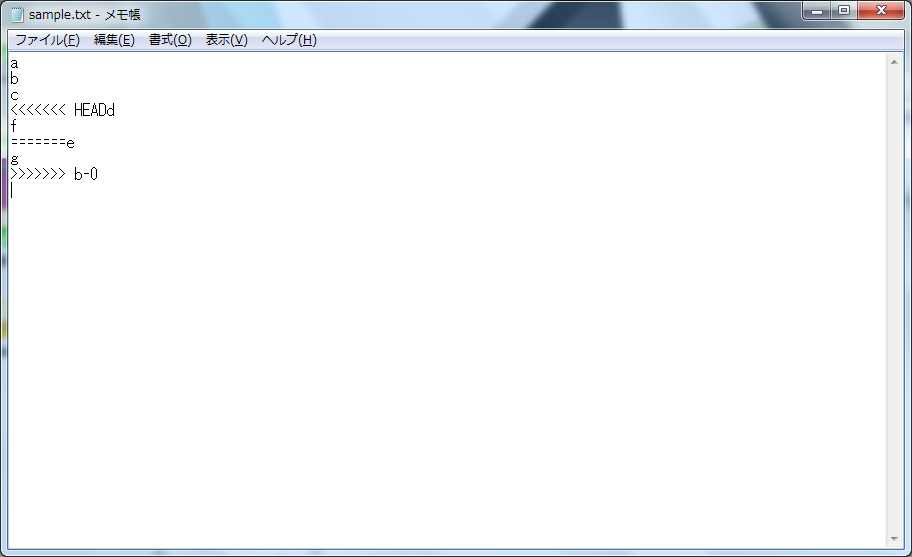 sample.txt - メモ帳
ファイル(F) 編集(E) 書式(O) 表示(V) ヘルプ(H)
a
b
c
<<<<<<< HEADd
f
=======e
g
>>>>>>> b-0